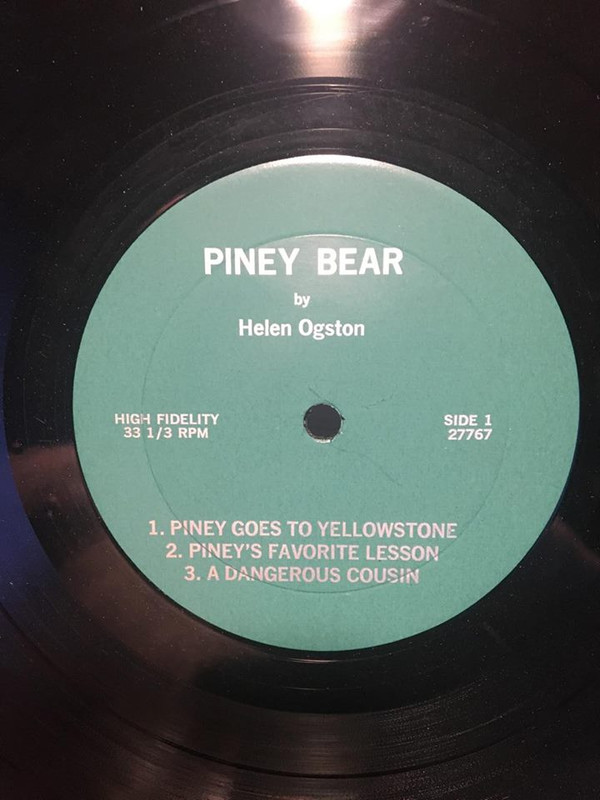 PINEY BEAR
by
Helen Ogston
HIGH FIDELITY
33 1/3 RPM
SIDE 1
27767
1. PINEY GOES TO YELLOWSTONE
2. PINEY'S FAVORITE LESSON
3. A DANGEROUS COUSIN